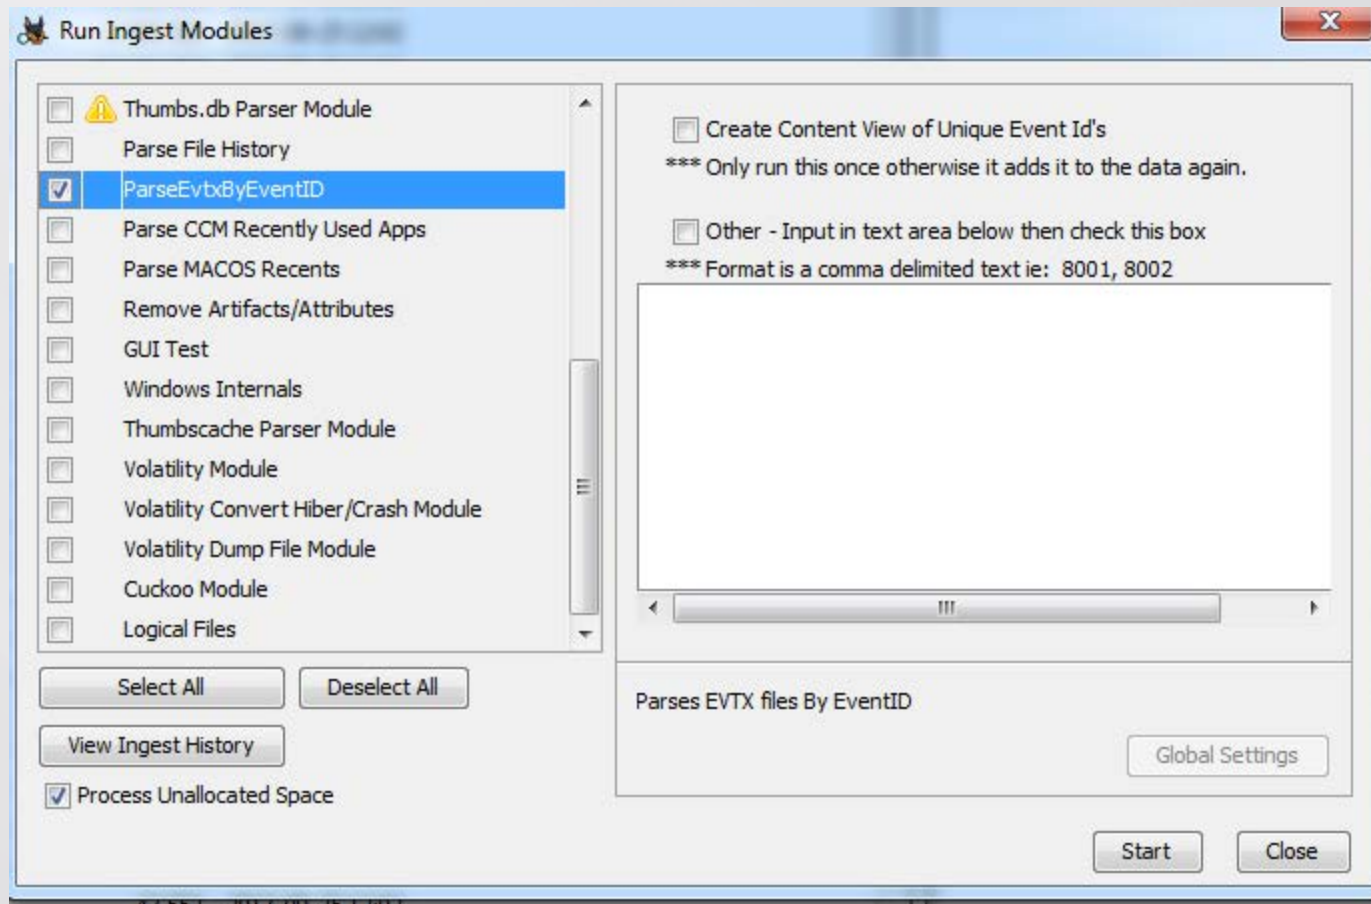 Run Ingest Modules
Thumbs.db Parser Module
Parse File History
ParseEvtxByEventID
Parse CCM Recently Used Apps
Parse MACOS Recents
Remove Artifacts/Attributes
GUI Test
Windows Internals
Thumbscache Parser Module
Volatility Module
Volatility Convert Hiber/Crash Module
Volatility Dump File Module
Cuckoo Module
Logical Files
Select All
Deselect All
View Ingest History
Process Unallocated Space
Create Content View of Unique Event Id's
*** Only run this once otherwise it adds it to the data again.
Other - Input in text area below then check this box
*** Format is a comma delimited text ie: 8001, 8002
Parses EVTX files By EventID
Global Settings
Start
Close